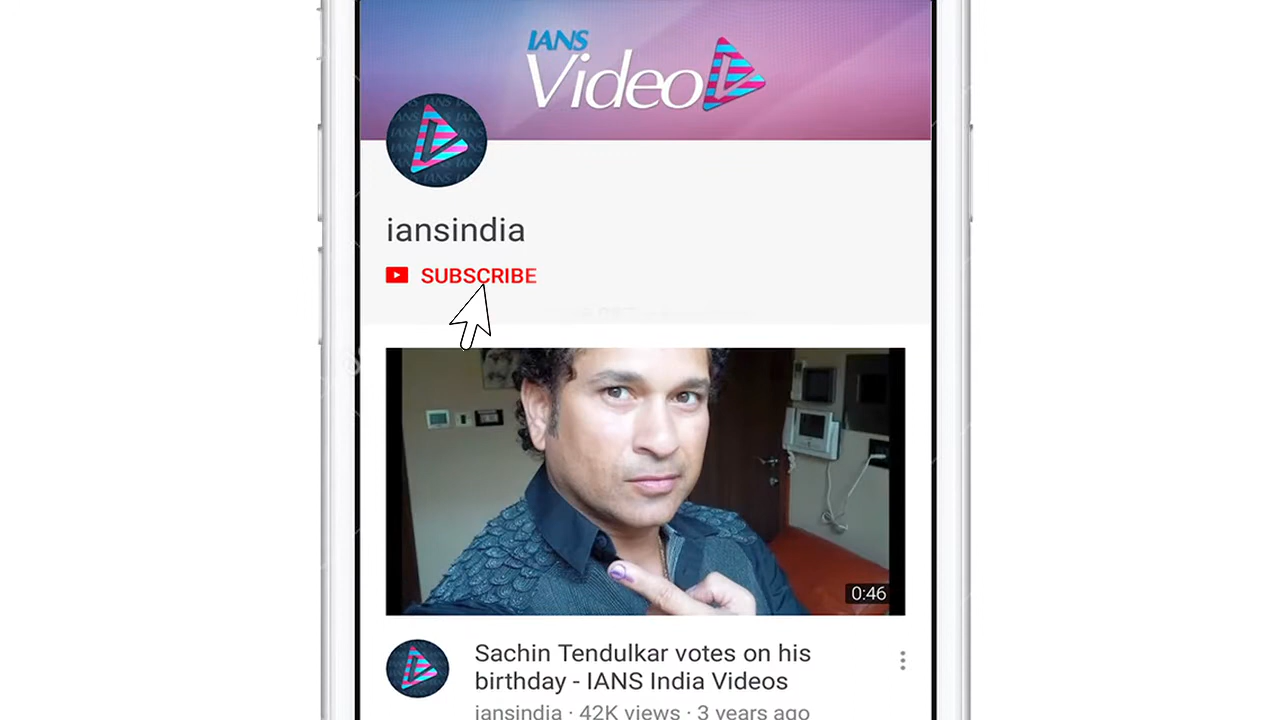 IANS
Video
iansindia
SUBSCRIBE
0:46
Sachin Tendulkar votes on his
birthday - IANS India Videos
iansindia · 42K views · 3 years ago